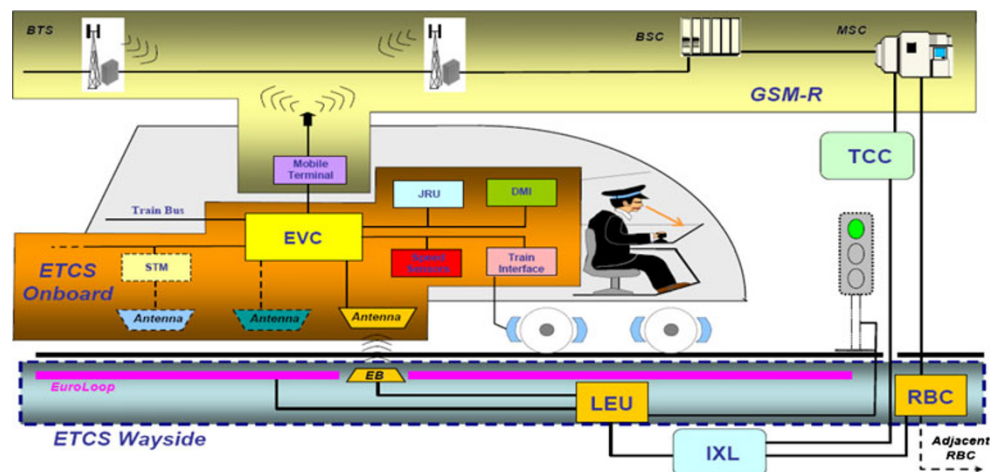 BTS
BSC
MSC
GSM-R
TCC
Mobile
Terminal
JRU
DMI
Train Bus
EVC
ETCS
Onboard
STM
Speed
Train
Interface
Antenna
Antenna
Antenna
EuroLoop
EB
LEU
RBC
ETCS Wayside
IXL
Adjacent
RBC